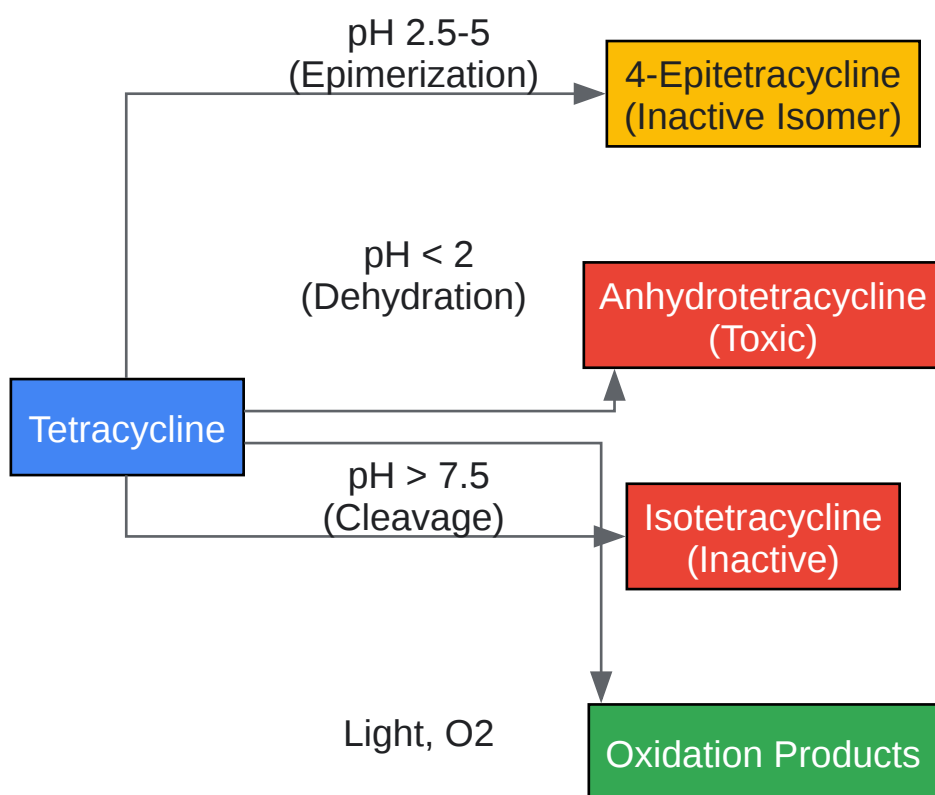 pH 2.5-5
(Epimerization)
4-Epitetracycline
(Inactive Isomer)
pH < 2
(Dehydration)
Anhydrotetracycline
(Toxic)
Tetracycline
pH > 7.5
(Cleavage)
Isotetracycline
(Inactive)
Light, O2
Oxidation Products